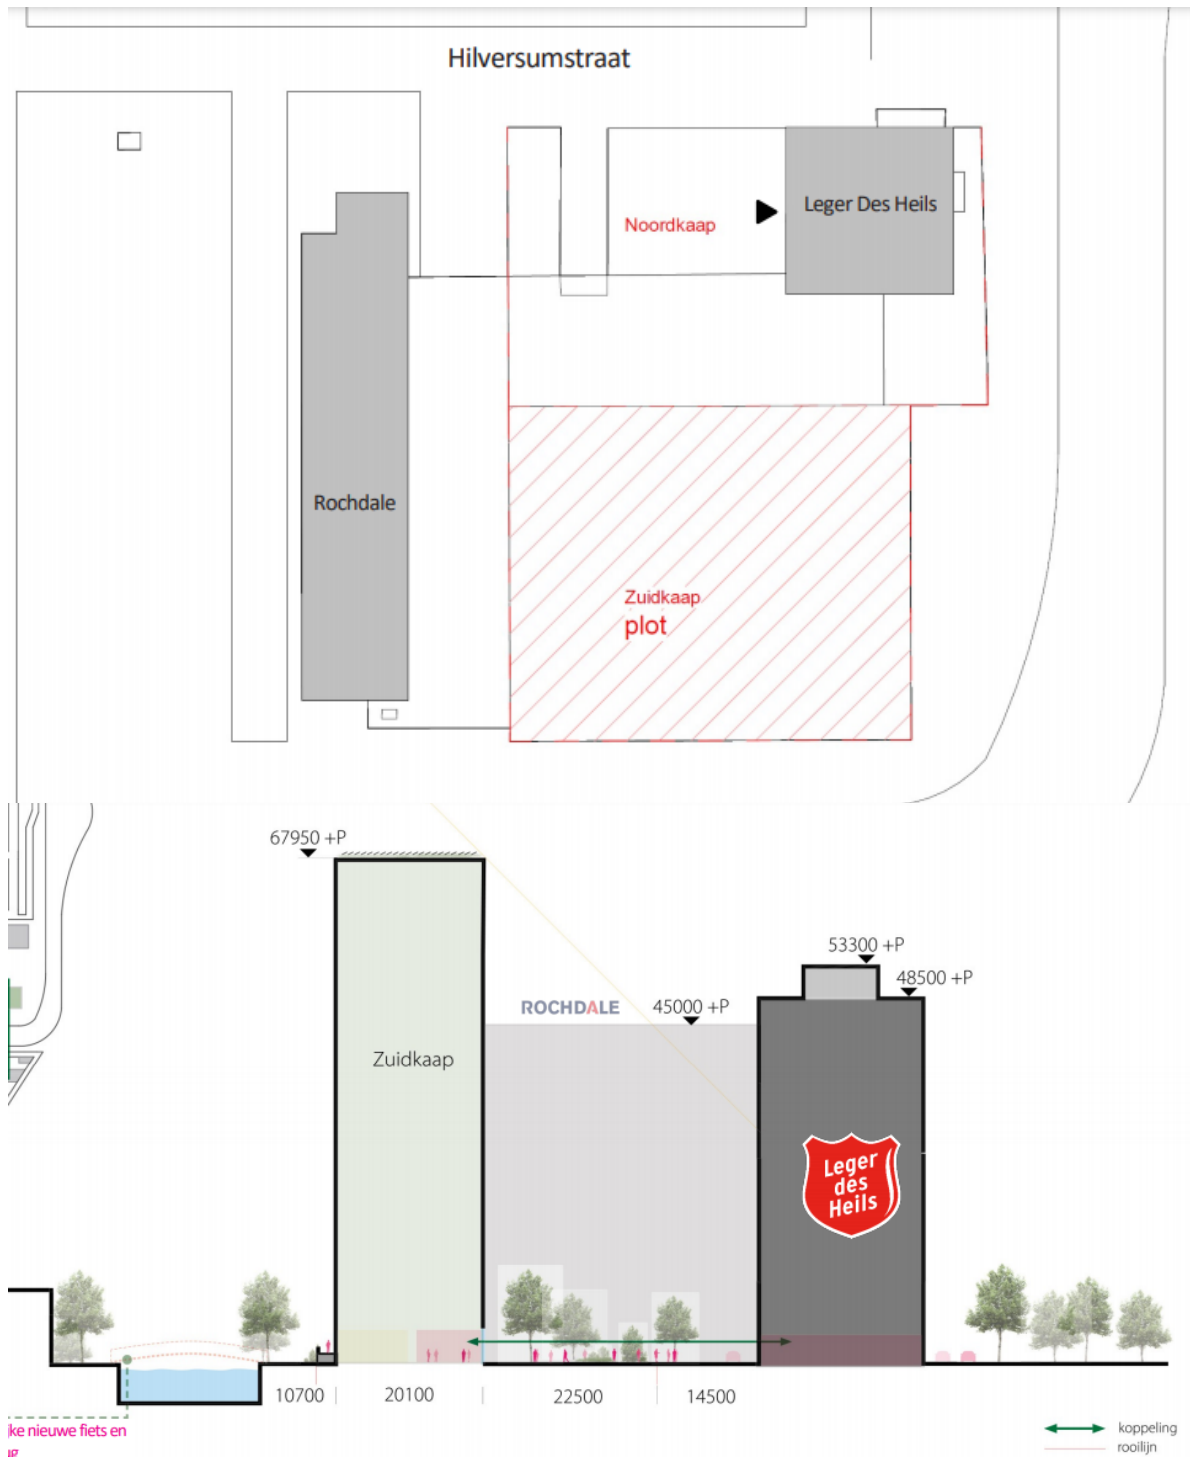 Hilversumstraat
Leger Des Heils
Noordkaap
Rochdale
Zuidkaap
plot
67950 +P
53300 +P
48500 +P
ROCHDALE
45000 +P
Zuidkaap
Leger
des
Heils
10700
20100
22500
14500
jke nieuwe fiets en
koppeling
rooilijn